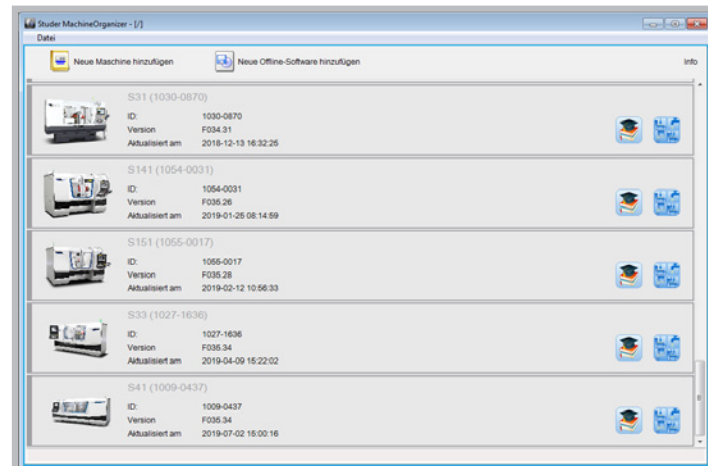 Studer MachineOrganizer - [/]
Datei
Neue Maschine hinzufügen Neue Offline-Software hinzufügen Info
S31 (1030-0870)
ID: 1030-0870
Version F034.31
Aktualisiert am 2018-12-13 16:32:25
S141 (1054-0031)
ID: 1054-0031
Version F035.26
Aktualisiert am 2019-01-25 08:14:59
S151 (1055-0017)
ID: 1055-0017
Version F035.28
Aktualisiert am 2019-02-12 10:56:33
S33 (1027-1636)
ID: 1027-1636
Version F035.34
Aktualisiert am 2019-04-09 15:22:02
S41 (1009-0437)
ID: 1009-0437
Version F035.34
Aktualisiert am 2019-07-02 15:00:16